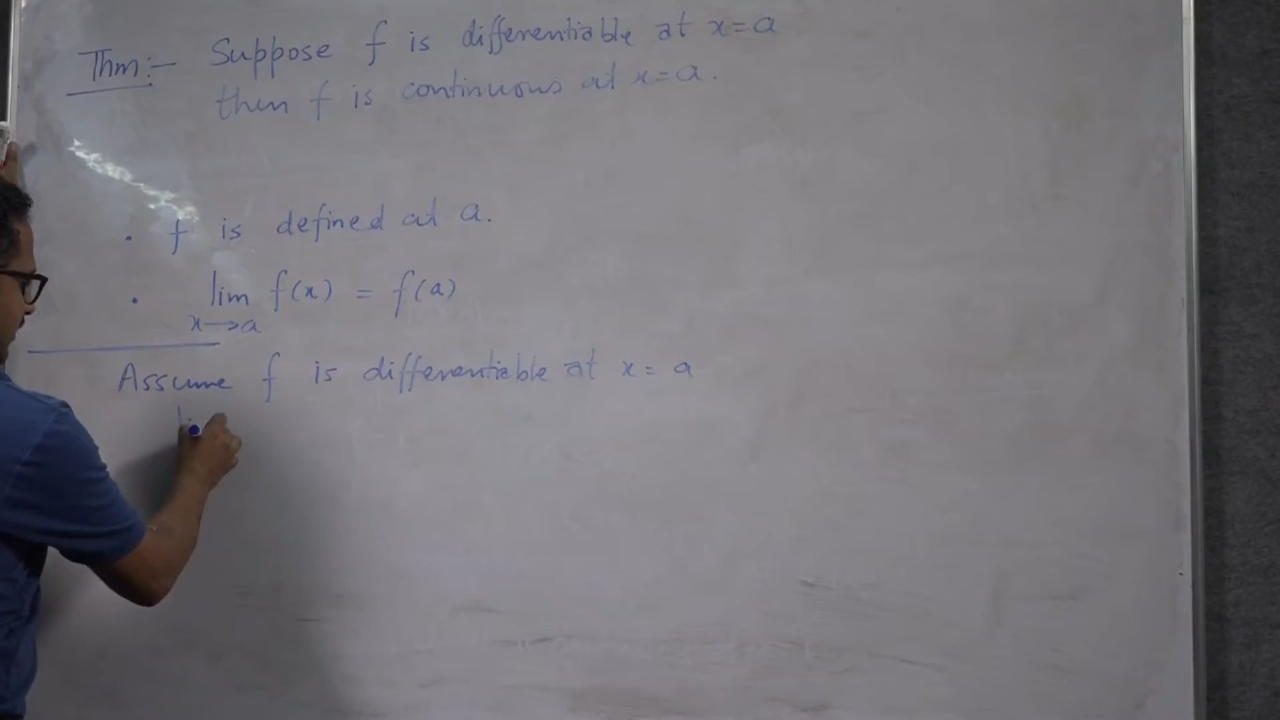 Thm:- Suppose f is differentiable at x=a
then f is continuous at x=a.
· f is defined at a.
· lim f(x) = f(a)
x→a
Assume f is differentiable at x = a